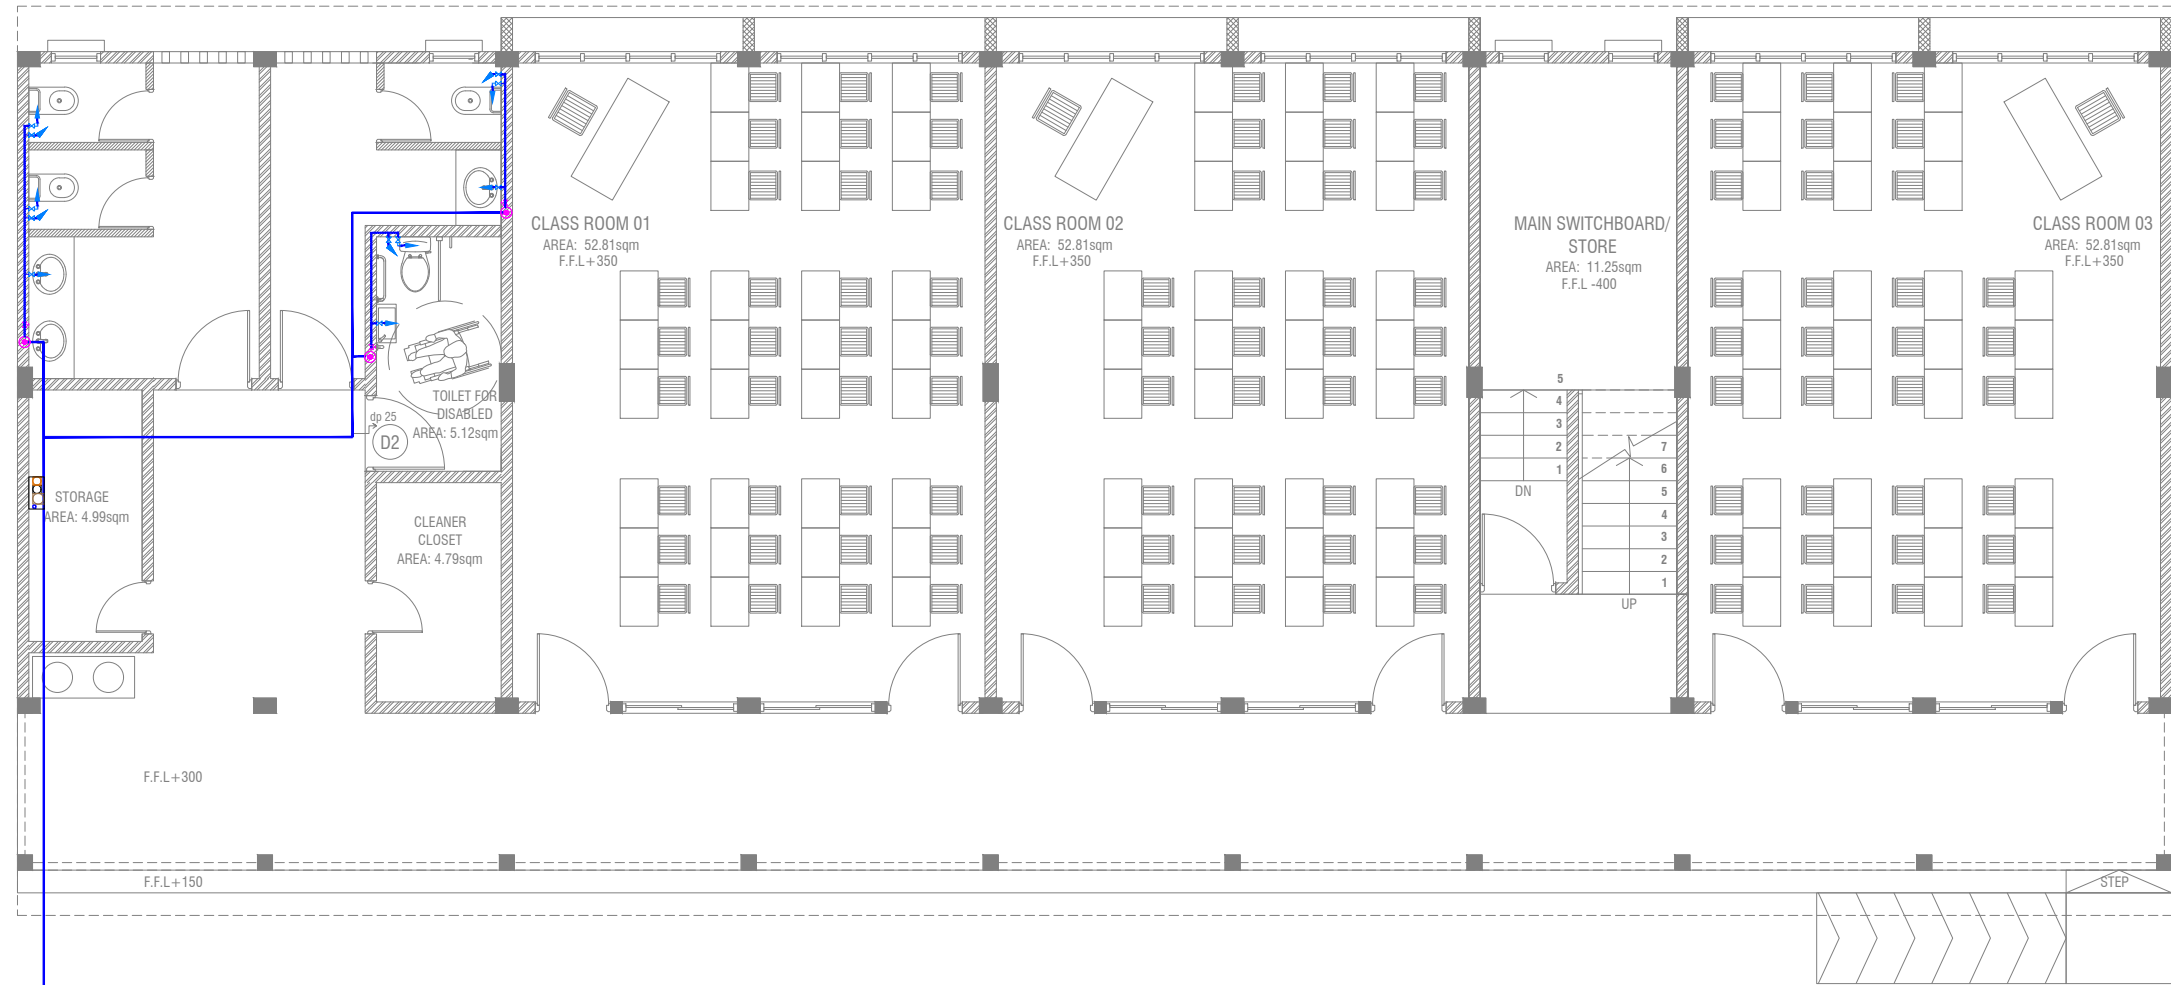 CLASS ROOM 01
AREA: 52.81sqm
F.F.L+350
CLASS ROOM 02
AREA: 52.81sqm
F.F.L+350
MAIN SWITCHBOARD/
STORE
AREA: 11.25sqm
F.F.L -400
CLASS ROOM 03
AREA: 52.81sqm
F.F.L+350
TOILET FOR
DISABLED
AREA: 5.12sqm
dp 25
D2
STORAGE
AREA: 4.99sqm
CLEANER
CLOSET
AREA: 4.79sqm
5
4
3
2
1
DN
7
6
5
4
3
2
1
UP
F.F.L+300
F.F.L+150
STEP